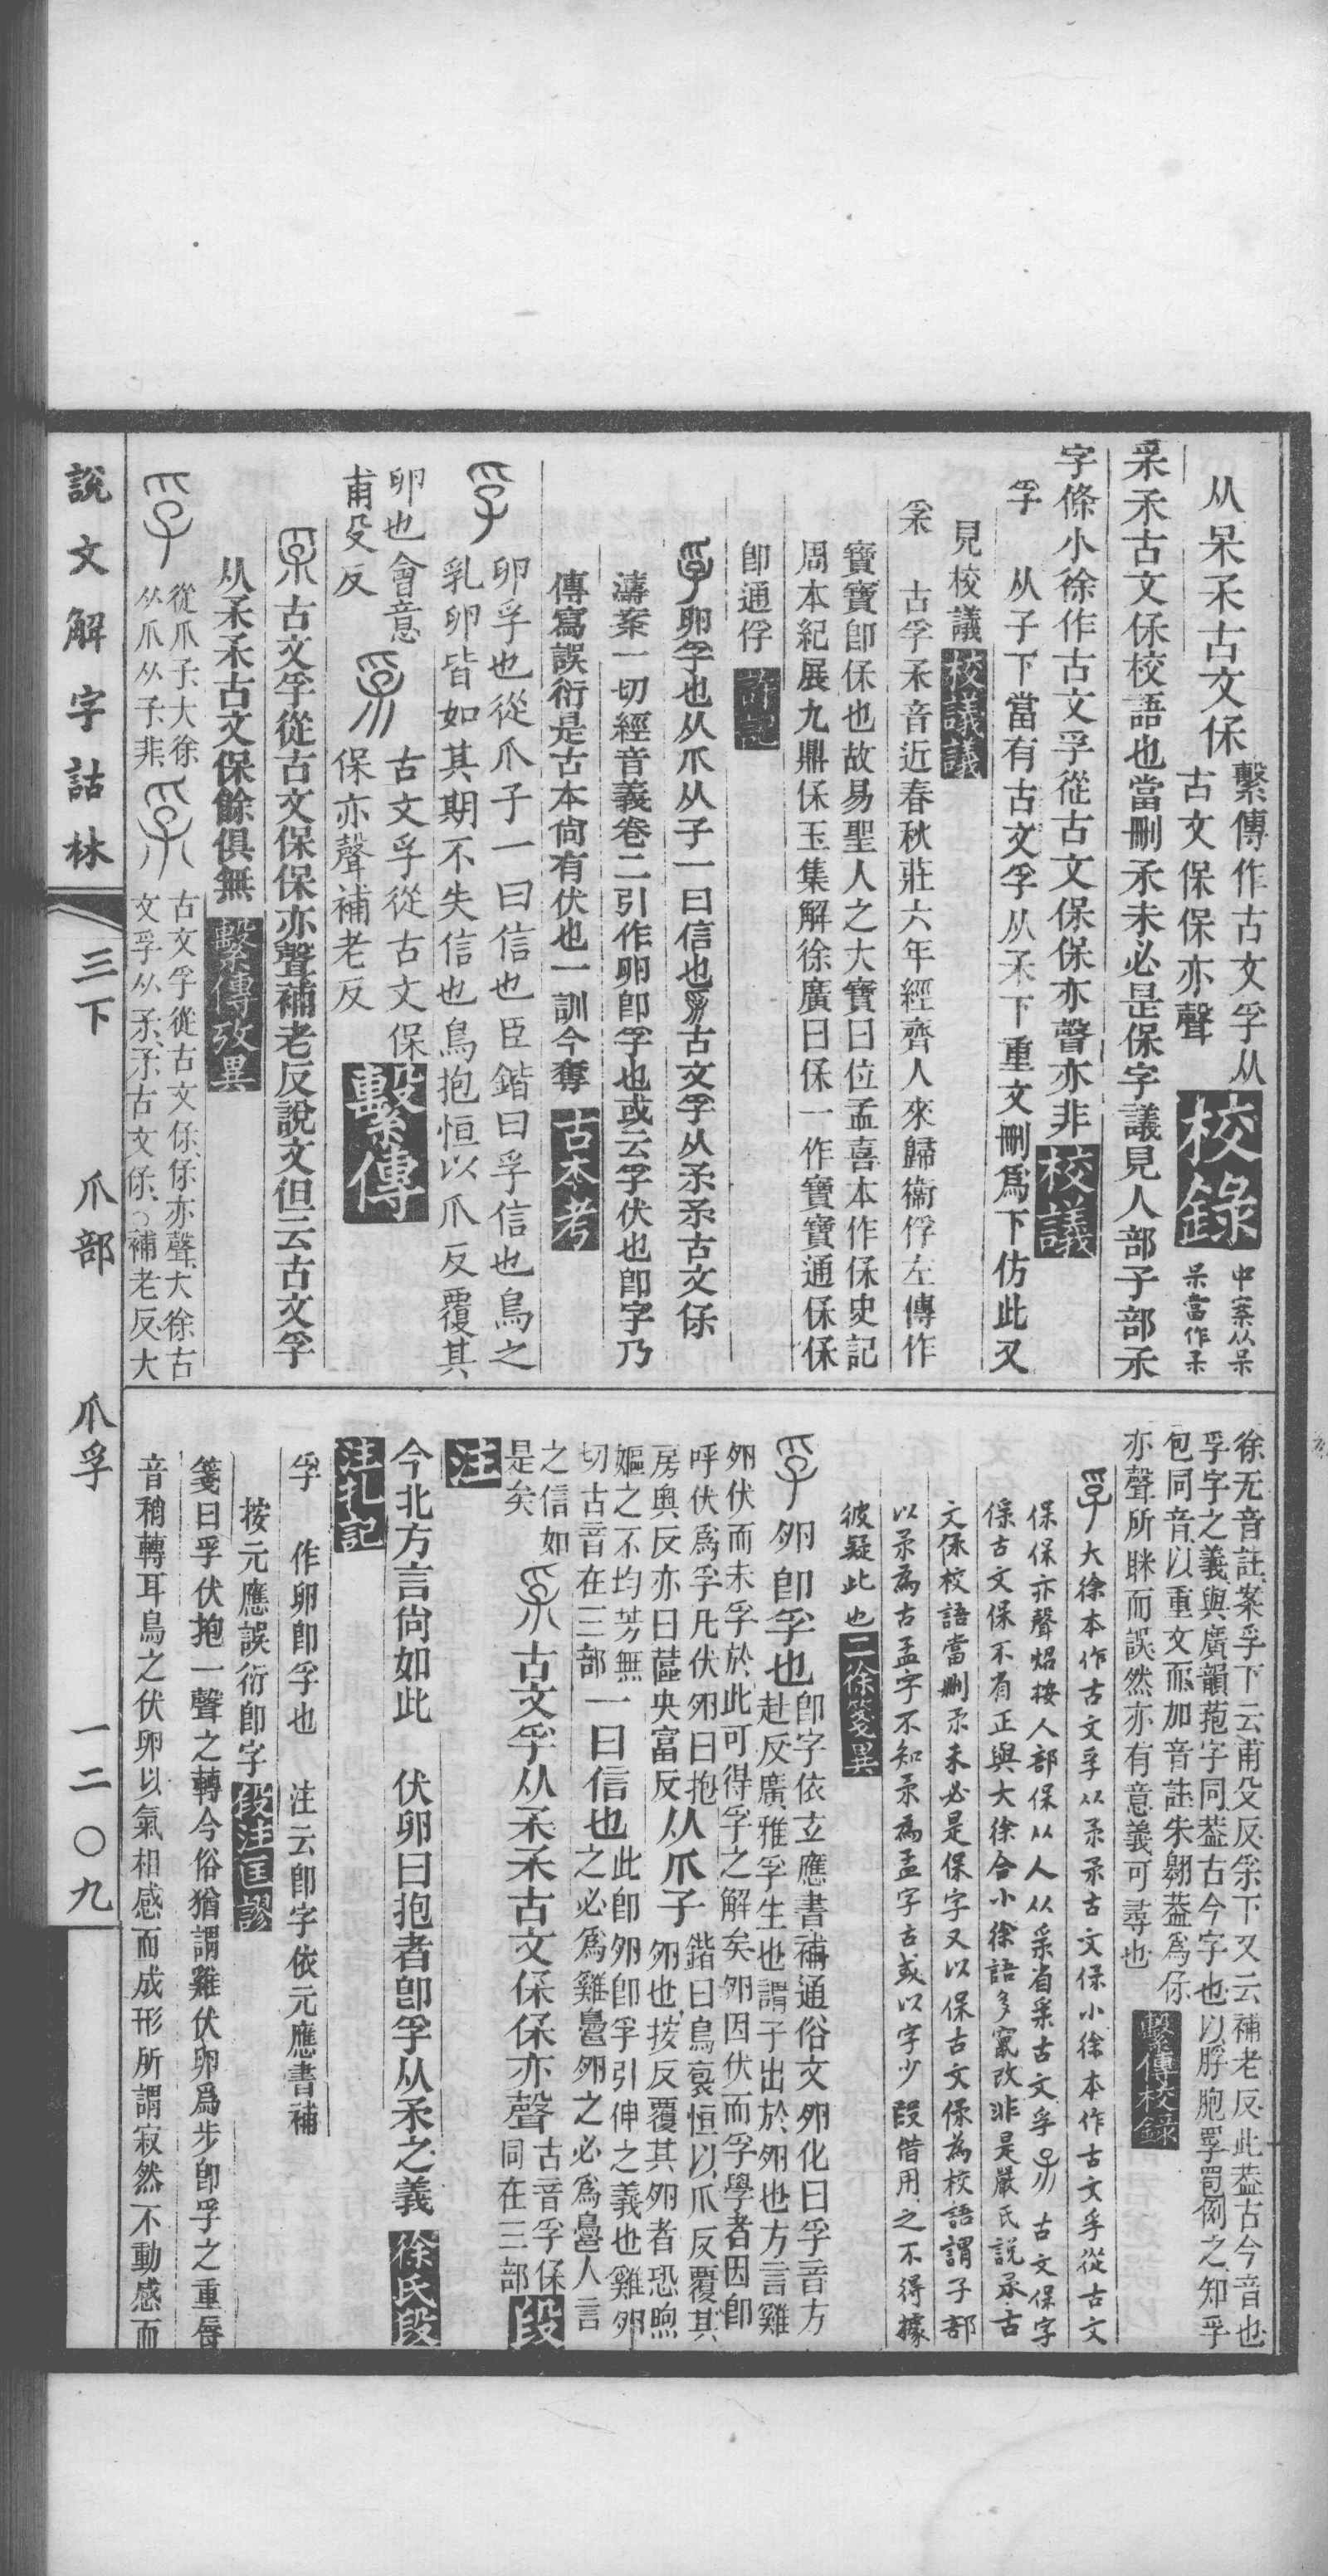 从㭃𤓽古文㑽
繫傳作古文孚从
古文保保亦聲
校錄
中案从㭃
㭃當作𤓽
采𤓽古文㑽校語也當刪𤓽未必是保字議見人部子部𤓽
字條小徐作古文孚從古文保保亦聲亦非校議
孚　从子下當有古文孚从𤓽下重文刪爲下仿此又
見校議校議議
古孚𤓽音近春秋莊六年經齊人來歸衞俘左傳作
寶寶卽㑽也故易聖人之大寶曰位孟喜本作㑽史記
周本紀展九鼎㑽玉集解徐廣曰㑽一作寶寶通㑽㑽
卽通俘許記
孚卵孚也从爪从子一曰信也古文孚从𤓽𤓽古文㑽
濤案一切經音義卷二引作卵卽孚也或云孚伏也卽字乃
傳寫誤衍是古本尙有伏也一訓今奪古本考
孚
卵孚也從爪子一曰信也臣鍇曰孚信也鳥之
乳卵皆如其期不失信也鳥抱恒以爪反覆其
卵也會意
甫殳反
古文孚從古文保
保亦聲補老反
繫傳
古文孚從古文保保亦聲補老反說文但云古文孚
从𤓽𤓽古文保餘俱無繫傳攷異
孚
從爪子大徐
从爪从子非
古文孚從古文㑽㑽亦聲大徐古
文孚从𤓽𤓽古文㑽補老反大
徐无音註案孚下云甫殳反𤓽下又云補老反此葢古今音也
孚字之義與廣韻菢字同葢古今字也以脬胞罦䍖例之知孚
包同音以重文而加音註朱翱葢爲㑽
亦聲所眯而誤然亦有意義可尋也
繫傳校錄
孚大徐本作古文孚从𤓽𤓽古文保小徐本作古文孚從古文
保保亦聲炤按人部保从人从采省采古文孚古文保字
㑽古文保不省正與大徐合小徐語多竄改非是嚴氏說𤓽古
文㑽校語當刪𤓽未必是保字又以保古文㑽爲校語謂子部
以𤓽爲古孟字不知𤓽爲孟字古或以字少段借用之不得據
彼疑此也二徐箋異
孚卵卽孚也
卽字依玄應書補通俗文卵化曰孚音方
赴反廣雅孚生也謂子出於卵也方言雞
卵伏而未孚於此可得孚之解矣卵因伏而孚學者因卽
呼伏爲孚凡伏卵曰抱
房奧反亦曰蓲央富反
从爪子
鍇曰鳥裒恒以爪反覆其
卵也按反覆其卵者恐煦
嫗之不均芳無
切古音在三部
一曰信也
此卽卵卽孚引伸之義也雞卵
之必爲雞鳦卵之必爲鳦人言
之信如
是矣
古文孚从𤓽𤓽古文㑽㑽亦聲
古音孚㑽
同在三部
段
注
今北方言尙如此　伏卵曰抱者卽孚从𤓽之義徐氏段
注札記
孚　作卵卽孚也　注云卽字依元應書補
按元應誤衍卽字段注匡謬
箋曰孚伏抱一聲之轉今俗猶謂雞伏卵爲步卽孚之重脣
音稍轉耳鳥之伏卵以氣相感而成形所謂寂然不動感而
說文解字詁林
三下
爪部
爪孚
一二〇九